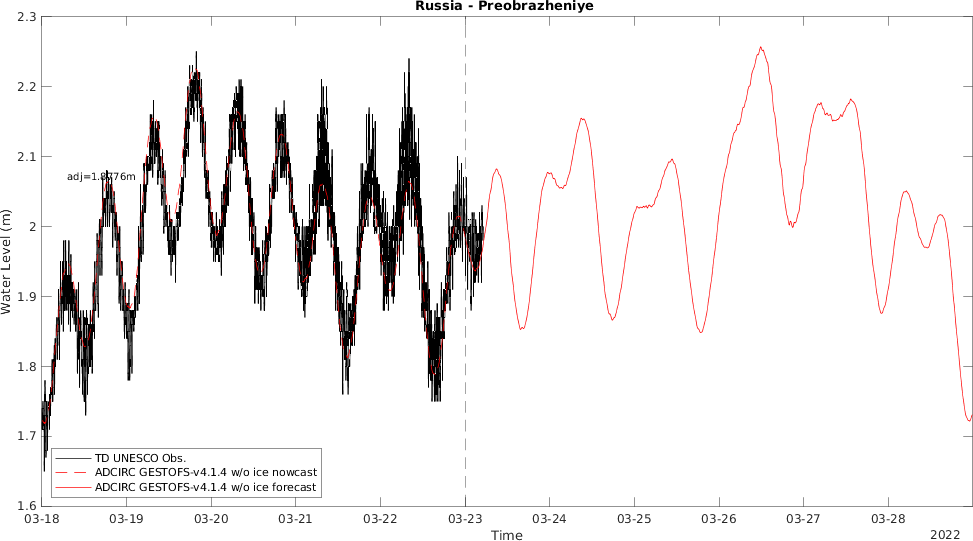 Russia - Preobrazheniye
2.3
2.2
2.1
2
1.9
1.8
1.7
1.6
Water Level (m)
TD UNESCO Obs.
ADCIRC GESTOFS-v4.1.4 w/o ice nowcast
ADCIRC GESTOFS-v4.1.4 w/o ice forecast
03-18 03-19 03-20 03-21 03-22 03-23 03-24 03-25 03-26 03-27 03-28
Time
2022